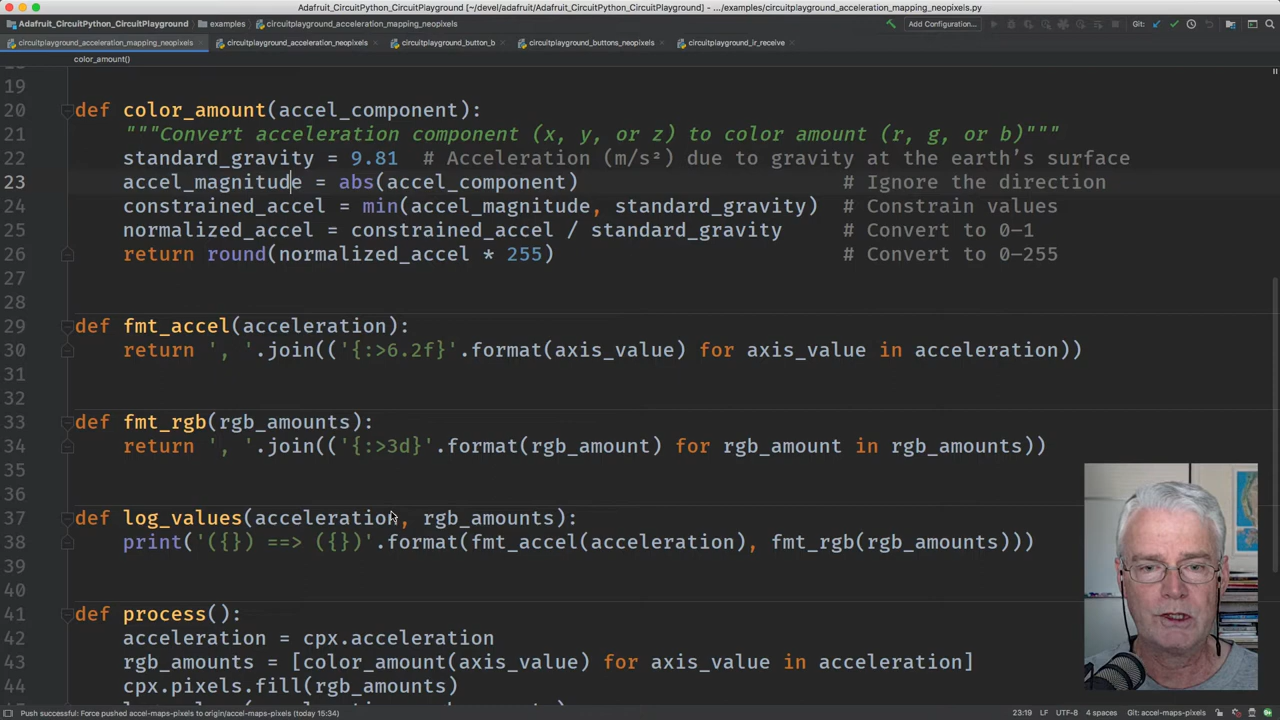 Adafruit_CircuitPython_CircuitPlayground [~/devel/adafruit/Adafruit_CircuitPython_CircuitPlayground] - .../examples/circuitplayground_acceleration_mapping_neopixels.py
Adafruit_CircuitPython_CircuitPlayground examples circuitplayground_acceleration_mapping_neopixels.py Add Configuration... Git:
circuitplayground_acceleration_mapping_neopixels circuitplayground_acceleration_neopixels circuitplayground_button_b circuitplayground_buttons_neopixels circuitplayground_ir_receive
color_amount()
19
20 def color_amount(accel_component):
21 """Convert acceleration component (x, y, or z) to color amount (r, g, or b)"""
22 standard_gravity = 9.81 # Acceleration (m/s²) due to gravity at the earth’s surface
23 accel_magnitude = abs(accel_component) # Ignore the direction
24 constrained_accel = min(accel_magnitude, standard_gravity) # Constrain values
25 normalized_accel = constrained_accel / standard_gravity # Convert to 0–1
26 return round(normalized_accel * 255) # Convert to 0–255
27
28
29 def fmt_accel(acceleration):
30 return ', '.join(('{:>6.2f}'.format(axis_value) for axis_value in acceleration))
31
32
33 def fmt_rgb(rgb_amounts):
34 return ', '.join(('{:>3d}'.format(rgb_amount) for rgb_amount in rgb_amounts))
35
36
37 def log_values(acceleration, rgb_amounts):
38 print('({}) ==> ({})'.format(fmt_accel(acceleration), fmt_rgb(rgb_amounts)))
39
40
41 def process():
42 acceleration = cpx.acceleration
43 rgb_amounts = [color_amount(axis_value) for axis_value in acceleration]
44 cpx.pixels.fill(rgb_amounts)
Push successful: Force pushed accel-maps-pixels to origin/accel-maps-pixels (today 15:34) 23:19 LF UTF-8 4 spaces Git: accel-maps-pixels